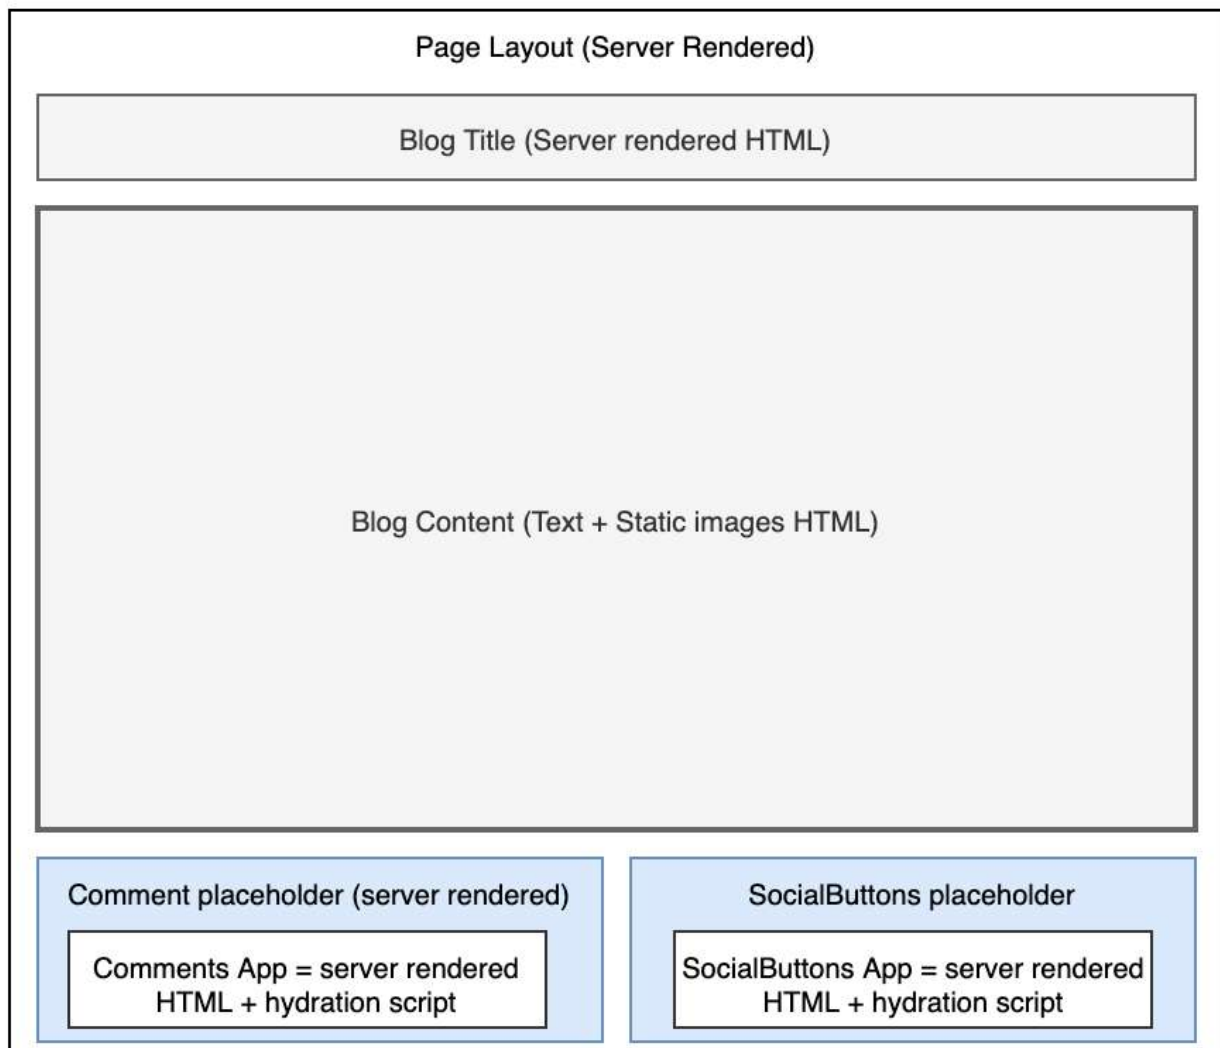 Page Layout (Server Rendered)
Blog Title (Server rendered HTML)
Blog Content (Text + Static images HTML)
Comment placeholder (server rendered)
Comments App = server rendered
HTML + hydration script
SocialButtons placeholder
SocialButtons App = server rendered
HTML + hydration script